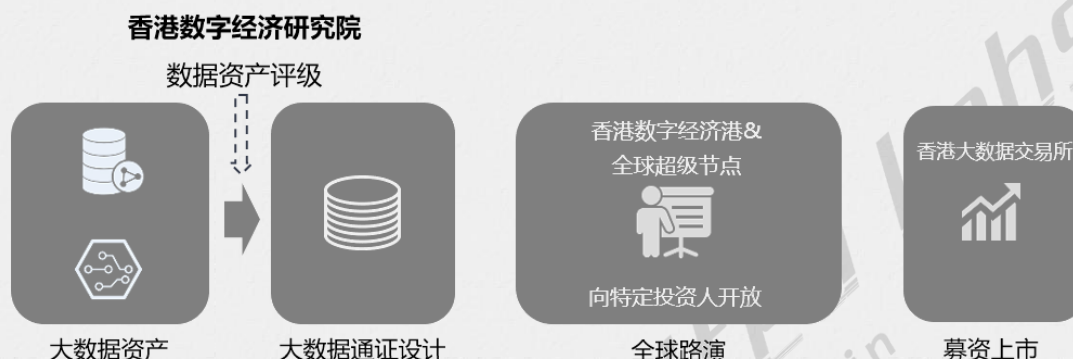 香港数字经济研究院
数据资产评级
香港数字经济港&
全球超级节点
向特定投资人开放
香港大数据交易所
大数据资产
大数据通证设计
全球路演
募资上市